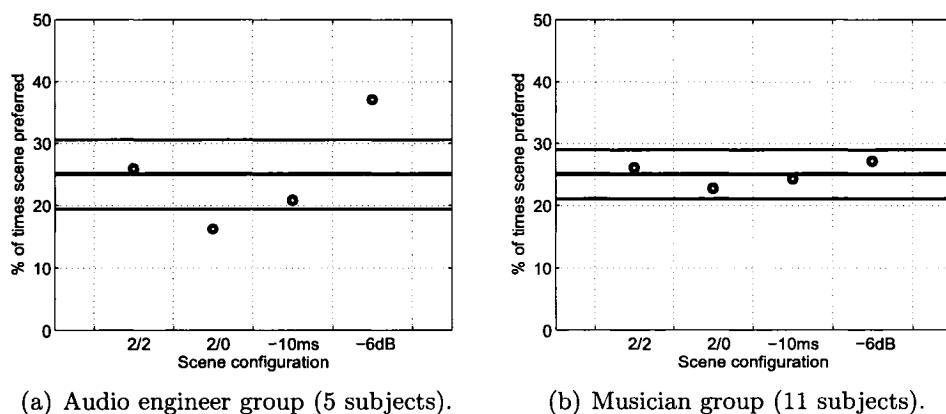 50
40
30
20
10
0
% of times scene preferred
2/2 2/0 −10ms −6dB
Scene configuration
(a) Audio engineer group (5 subjects).
50
40
30
20
10
0
% of times scene preferred
2/2 2/0 −10ms −6dB
Scene configuration
(b) Musician group (11 subjects).